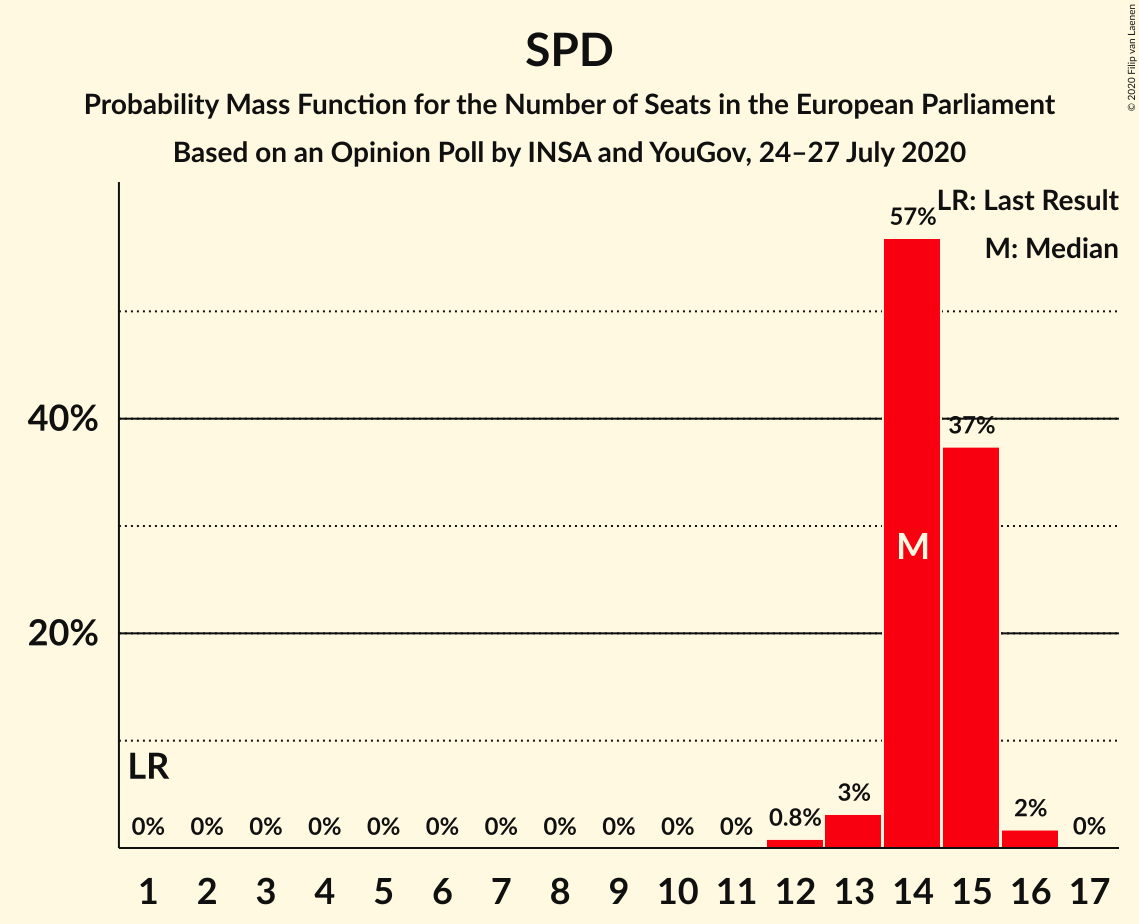 SPD
Probability Mass Function for the Number of Seats in the European Parliament
Based on an Opinion Poll by INSA and YouGov, 24–27 July 2020
© 2020 Filip van Laenen
LR: Last Result
M: Median
57%
40%
37%
M
20%
LR
0% 0% 0% 0% 0% 0% 0% 0% 0% 0% 0% 0.8% 3% 2% 0%
1 2 3 4 5 6 7 8 9 10 11 12 13 14 15 16 17